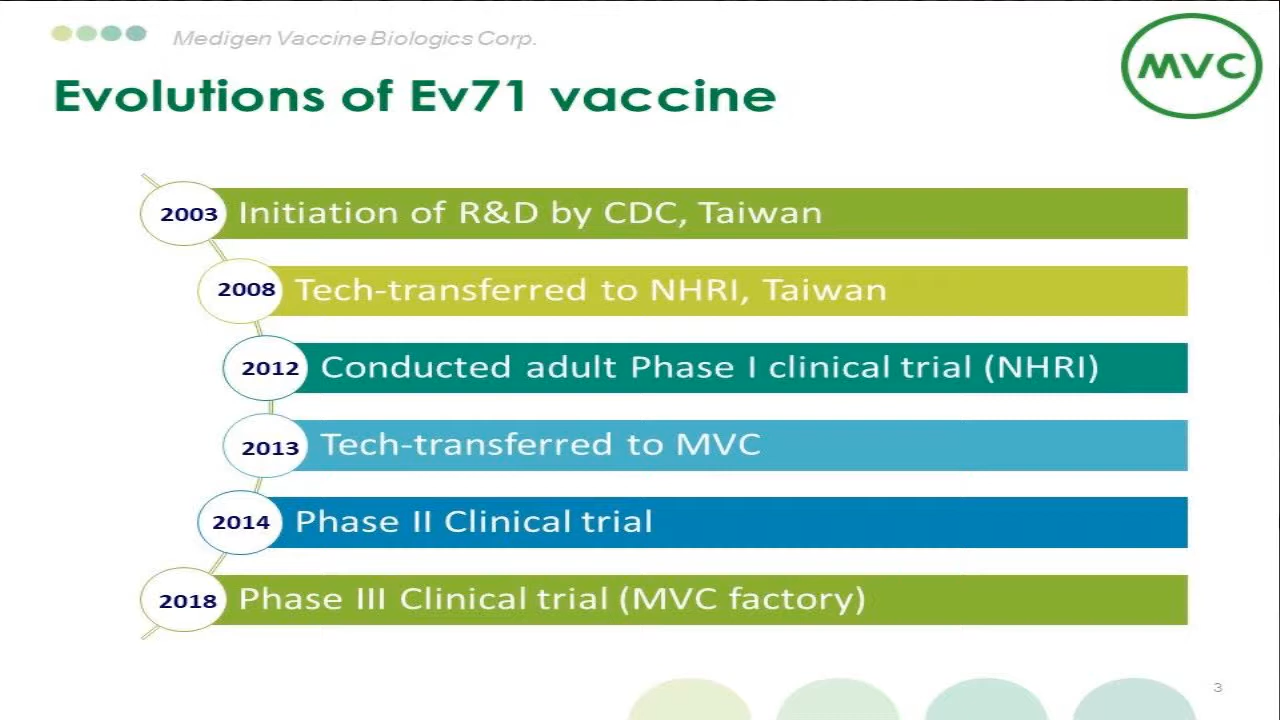 Medigen Vaccine Biologics Corp.
MVC
Evolutions of Ev71 vaccine
2003 Initiation of R&D by CDC, Taiwan
2008 Tech-transferred to NHRI, Taiwan
2012 Conducted adult Phase I clinical trial (NHRI)
2013 Tech-transferred to MVC
2014 Phase II Clinical trial
2018 Phase III Clinical trial (MVC factory)
3